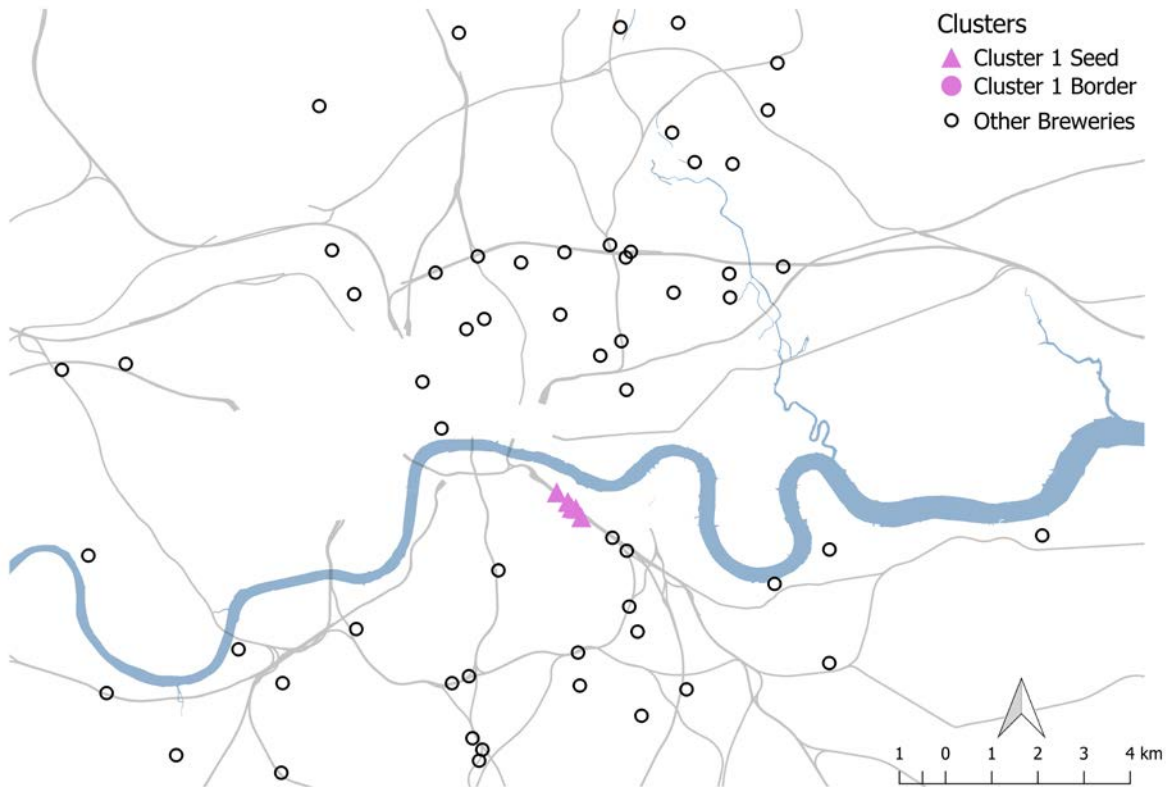 Clusters
Cluster 1 Seed
Cluster 1 Border
Other Breweries
1 0 1 2 3 4 km